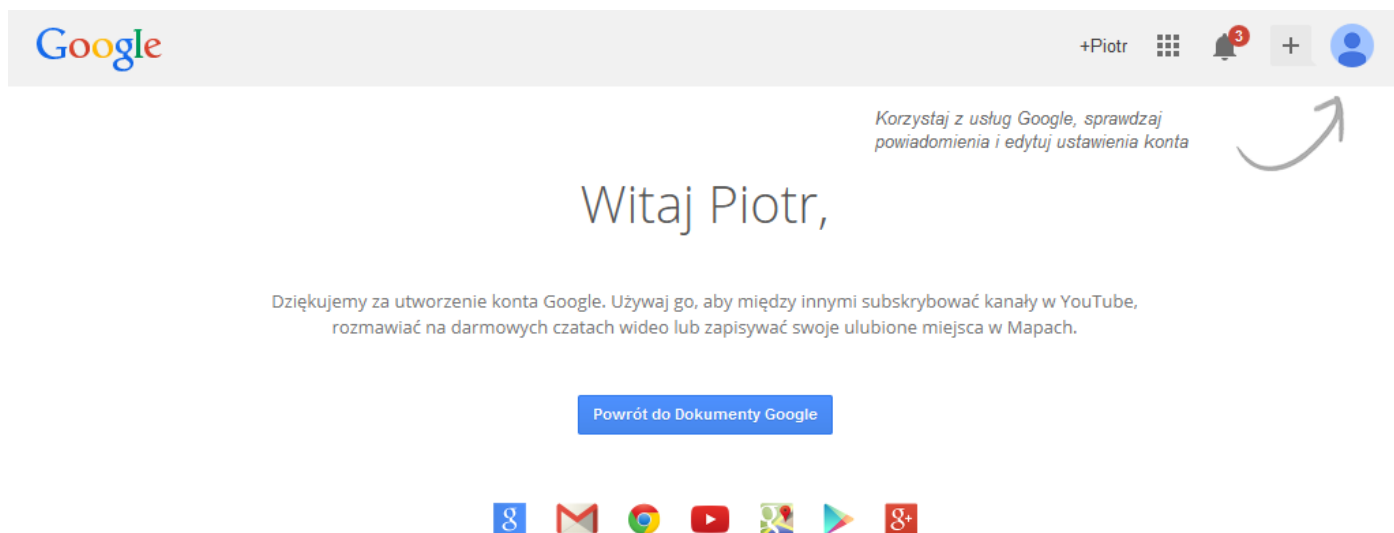 Google
+Piotr
3
+
Korzystaj z usług Google, sprawdzaj
powiadomienia i edytuj ustawienia konta
Witaj Piotr,
Dziękujemy za utworzenie konta Google. Używaj go, aby między innymi subskrybować kanały w YouTube,
rozmawiać na darmowych czatach wideo lub zapisywać swoje ulubione miejsca w Mapach.
Powrót do Dokumenty Google
8 g 8+